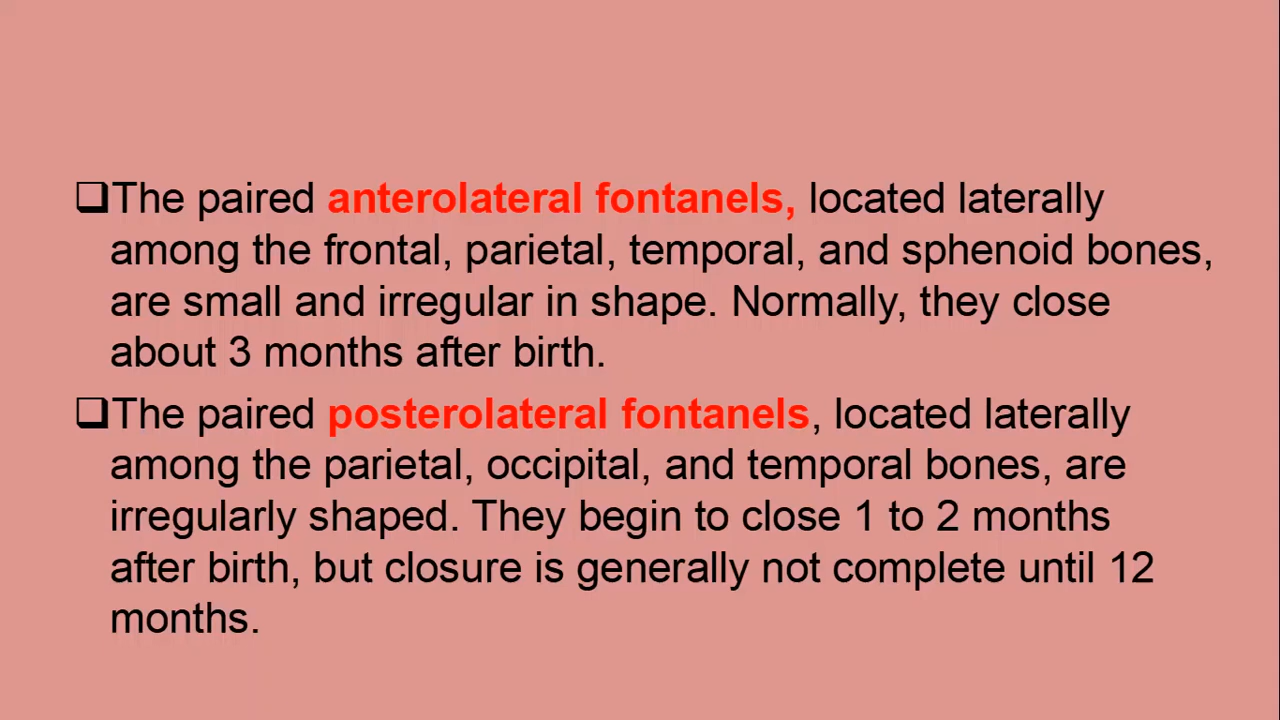 ❑The paired anterolateral fontanels, located laterally
among the frontal, parietal, temporal, and sphenoid bones,
are small and irregular in shape. Normally, they close
about 3 months after birth.
❑The paired posterolateral fontanels, located laterally
among the parietal, occipital, and temporal bones, are
irregularly shaped. They begin to close 1 to 2 months
after birth, but closure is generally not complete until 12
months.